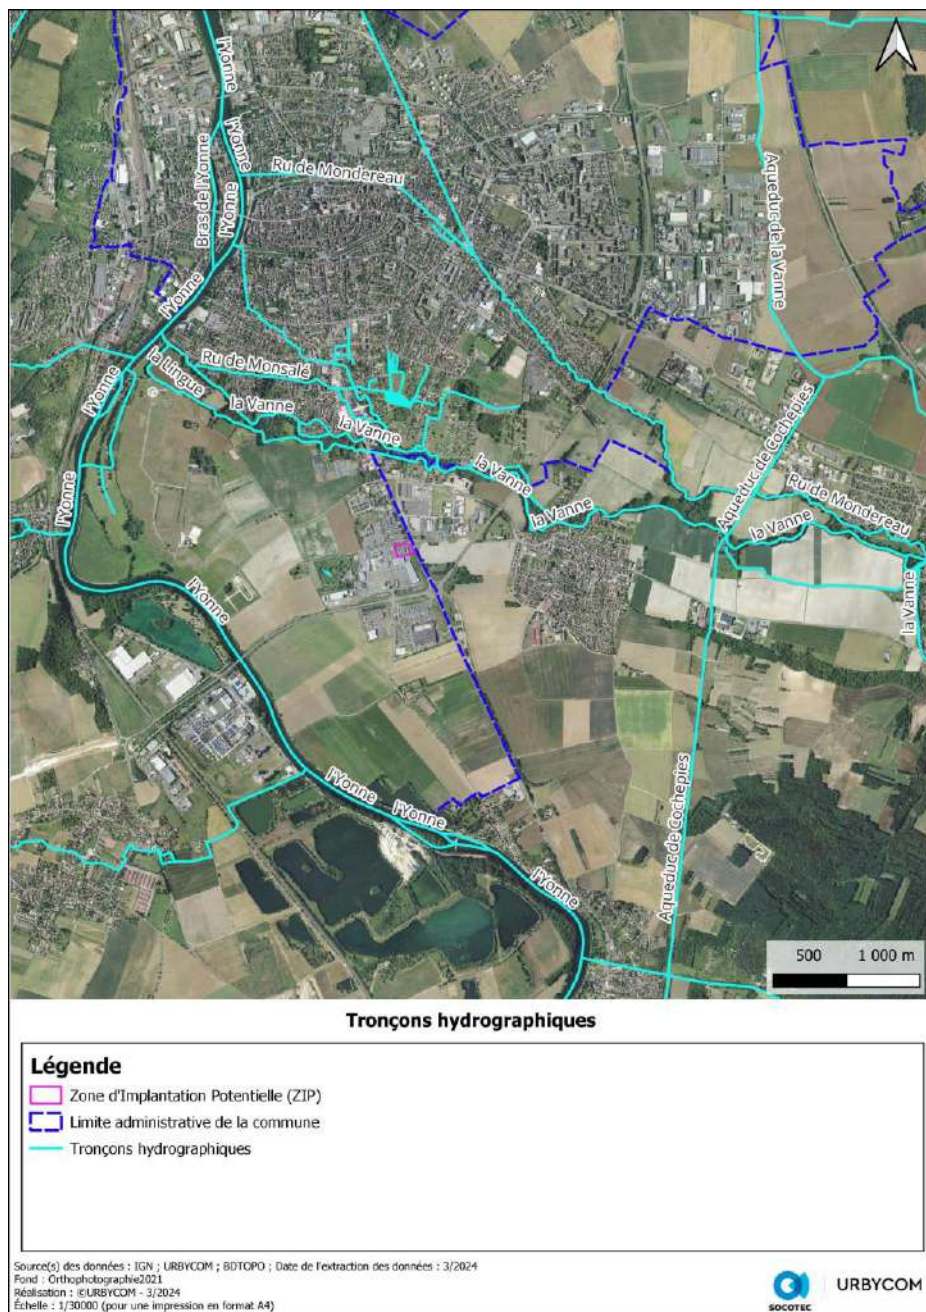 l'Yonne
l'Yonne
Ru de Mondereau
Bras de l'Yonne
l'Yonne
Aqueduc de la Vanne
l'Yonne
la Lingue
Ru de Monsalé
l'Yonne
la Vanne
la Vanne
Aqueduc de Cochepies
la Vanne
Ru de Mondereau
l'Yonne
la Vanne
la Vanne
l'Yonne
la Vanne
l'Yonne
l'Yonne
Aqueduc de Cochepies
l'Yonne
500 1 000 m
Tronçons hydrographiques
Légende
Zone d'Implantation Potentielle (ZIP)
Limite administrative de la commune
Tronçons hydrographiques
Source(s) des données : IGN ; URBYCOM ; BDTOPO ; Date de l'extraction des données : 3/2024
Fond : Orthophotographie2021
Réalisation : ©URBYCOM - 3/2024
Échelle : 1/30000 (pour une impression en format A4)
SOCOTEC
URBYCOM